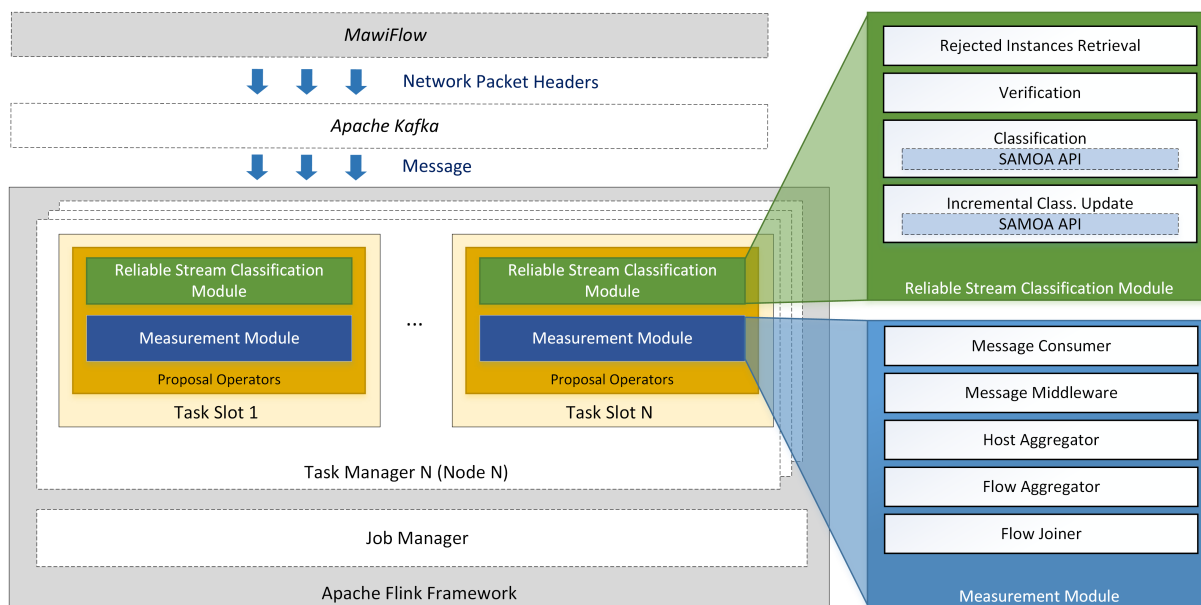 MawiFlow
Network Packet Headers
Apache Kafka
Message
Reliable Stream Classification
Module
Measurement Module
Proposal Operators
Task Slot 1
...
Reliable Stream Classification
Module
Measurement Module
Proposal Operators
Task Slot N
Task Manager N (Node N)
Job Manager
Apache Flink Framework
Rejected Instances Retrieval
Verification
Classification
SAMOA API
Incremental Class. Update
SAMOA API
Reliable Stream Classification Module
Message Consumer
Message Middleware
Host Aggregator
Flow Aggregator
Flow Joiner
Measurement Module